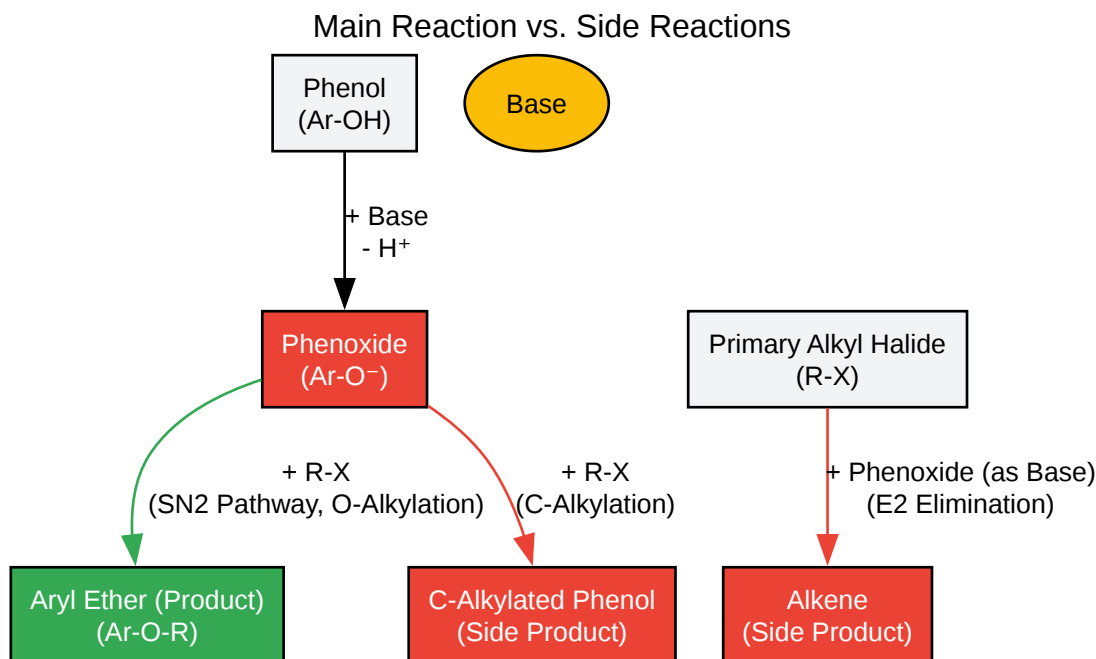 Main Reaction vs. Side Reactions
Phenol
(Ar-OH)
Base
+ Base
- H⁺
Phenoxide
(Ar-O⁻)
Primary Alkyl Halide
(R-X)
+ R-X
(SN2 Pathway, O-Alkylation)
+ R-X
(C-Alkylation)
+ Phenoxide (as Base)
(E2 Elimination)
Aryl Ether (Product)
(Ar-O-R)
C-Alkylated Phenol
(Side Product)
Alkene
(Side Product)